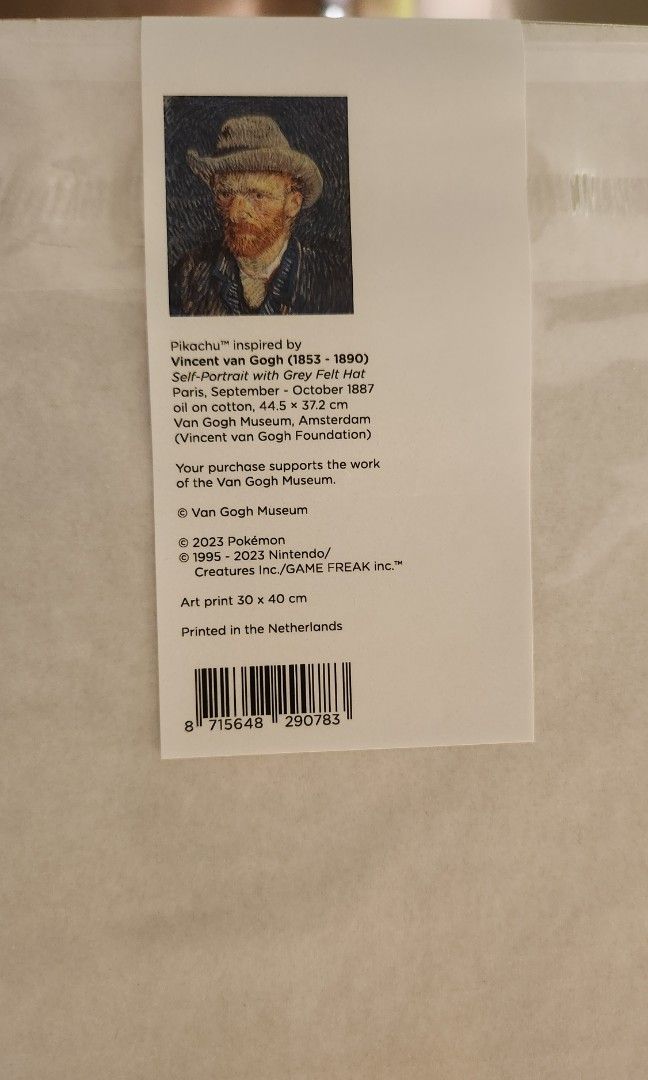 Pikachu™ inspired by
Vincent van Gogh (1853 - 1890)
Self-Portrait with Grey Felt Hat
Paris, September - October 1887
oil on cotton, 44.5 × 37.2 cm
Van Gogh Museum, Amsterdam
(Vincent van Gogh Foundation)
Your purchase supports the work
of the Van Gogh Museum.
© Van Gogh Museum
© 2023 Pokémon
© 1995 - 2023 Nintendo/
Creatures Inc./GAME FREAK inc.™
Art print 30 x 40 cm
Printed in the Netherlands
8 715648 290783